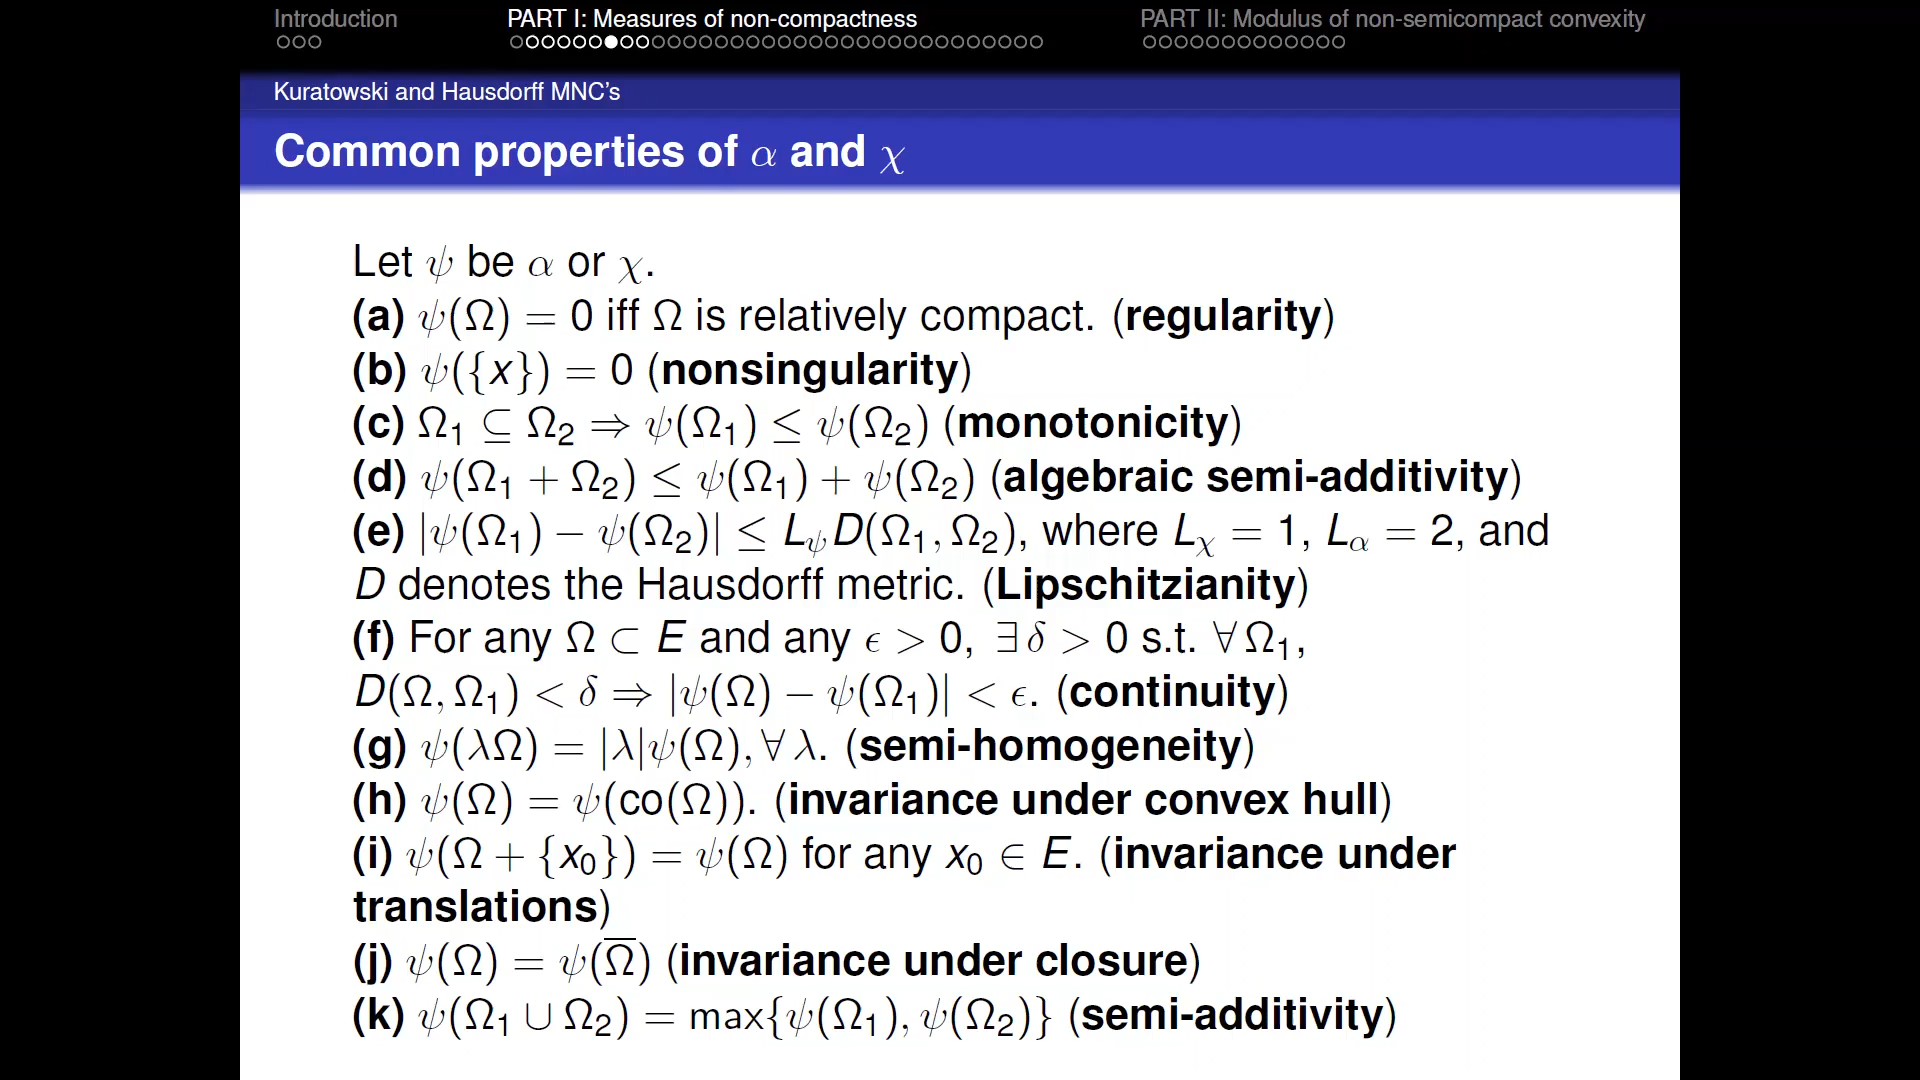 Introduction
PART I: Measures of non-compactness
PART II: Modulus of non-semicompact convexity
Kuratowski and Hausdorff MNC's
Common properties of α and χ
Let ψ be α or χ.
(a) ψ(Ω) = 0 iff Ω is relatively compact. (regularity)
(b) ψ({x}) = 0 (nonsingularity)
(c) Ω₁ ⊆ Ω₂ ⇒ ψ(Ω₁) ≤ ψ(Ω₂) (monotonicity)
(d) ψ(Ω₁ + Ω₂) ≤ ψ(Ω₁) + ψ(Ω₂) (algebraic semi-additivity)
(e) |ψ(Ω₁) − ψ(Ω₂)| ≤ L_ψ D(Ω₁, Ω₂), where L_χ = 1, L_α = 2, and
D denotes the Hausdorff metric. (Lipschitzianity)
(f) For any Ω ⊂ E and any ϵ > 0, ∃ δ > 0 s.t. ∀ Ω₁,
D(Ω, Ω₁) < δ ⇒ |ψ(Ω) − ψ(Ω₁)| < ϵ. (continuity)
(g) ψ(λΩ) = |λ|ψ(Ω), ∀ λ. (semi-homogeneity)
(h) ψ(Ω) = ψ(co(Ω)). (invariance under convex hull)
(i) ψ(Ω + {x₀}) = ψ(Ω) for any x₀ ∈ E. (invariance under
translations)
(j) ψ(Ω) = ψ(Ω̅) (invariance under closure)
(k) ψ(Ω₁ ∪ Ω₂) = max{ψ(Ω₁), ψ(Ω₂)} (semi-additivity)